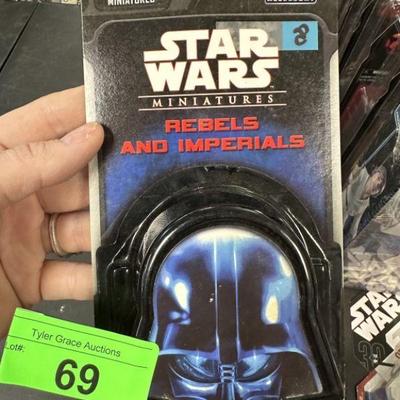 MINIATURES
8
STAR
WARS
MINIATURES
REBELS
AND IMPERIALS
Tyler Grace Auctions
Lot#:
69
STAR
WARS